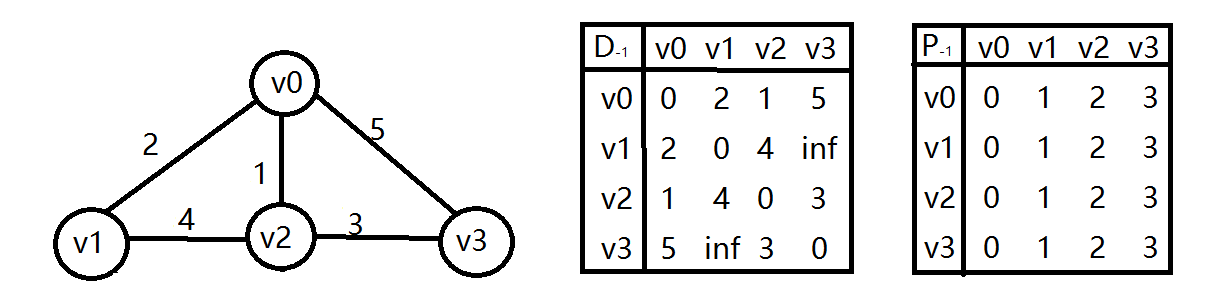 v0
2
5
1
v1
4
v2
3
v3
D-1 v0 v1 v2 v3
v0 0 2 1 5
v1 2 0 4 inf
v2 1 4 0 3
v3 5 inf 3 0
P-1 v0 v1 v2 v3
v0 0 1 2 3
v1 0 1 2 3
v2 0 1 2 3
v3 0 1 2 3